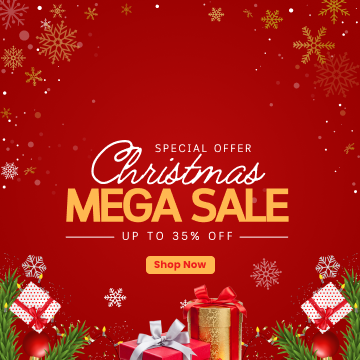 SPECIAL OFFER
Christmas
MEGA SALE
UP TO 35% OFF
Shop Now